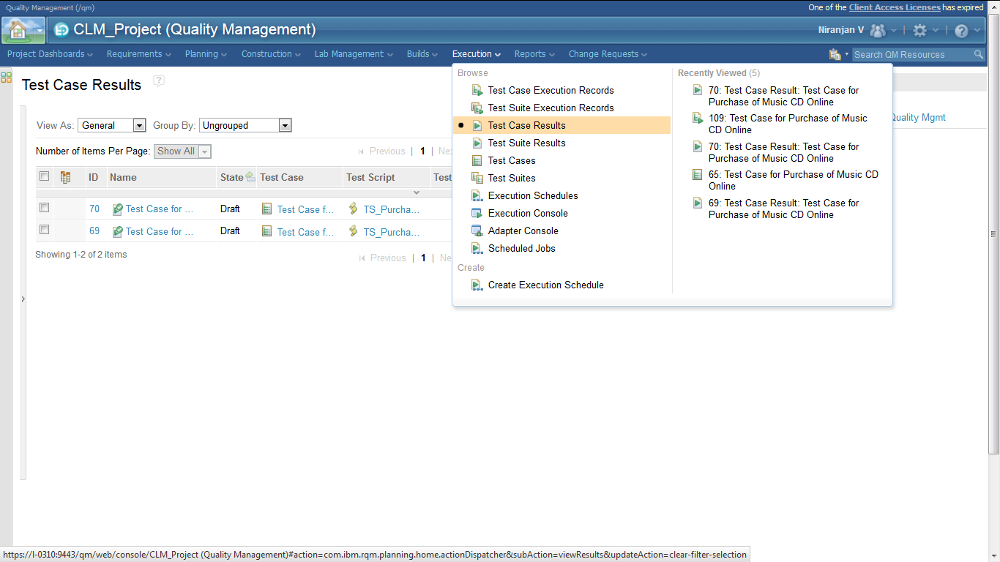 Quality Management (/qm)
One of the Client Access Licenses has expired
CLM_Project (Quality Management)
Niranjan V
Project Dashboards Requirements Planning Construction Lab Management Builds Execution Reports Change Requests
Search QM Resources
Test Case Results
?
View As: General Group By: Ungrouped
Number of Items Per Page: Show All
Previous | 1 | Nex
ID Name State Test Case Test Script Test
70 Test Case for ... Draft Test Case f... TS_Purcha...
69 Test Case for ... Draft Test Case f... TS_Purcha...
Showing 1-2 of 2 items
Previous | 1 | Ne
Browse
Test Case Execution Records
Test Suite Execution Records
Test Case Results
Test Suite Results
Test Cases
Test Suites
Execution Schedules
Execution Console
Adapter Console
Scheduled Jobs
Create
Create Execution Schedule
Recently Viewed (5)
70: Test Case Result: Test Case for
Purchase of Music CD Online
109: Test Case for Purchase of Music
CD Online
70: Test Case Result: Test Case for
Purchase of Music CD Online
65: Test Case for Purchase of Music CD
Online
69: Test Case Result: Test Case for
Purchase of Music CD Online
Quality Mgmt
https://l-0310:9443/qm/web/console/CLM_Project (Quality Management)#action=com.ibm.rqm.planning.home.actionDispatcher&subAction=viewResults&updateAction=clear-filter-selection